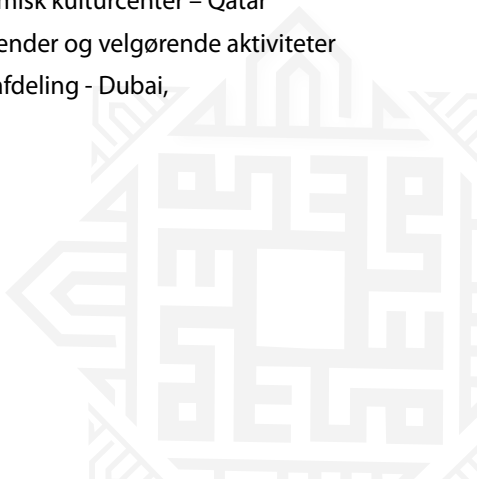 misk kulturcenter – Qatar
ender og velgørende aktiviteter
afdeling - Dubai,